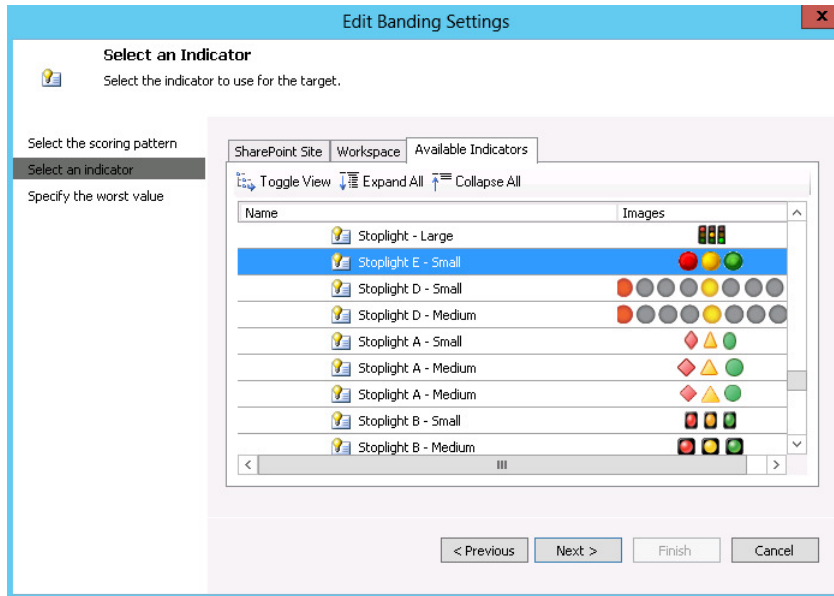 Edit Banding Settings
x
Select an Indicator
Select the indicator to use for the target.
Select the scoring pattern
Select an indicator
Specify the worst value
SharePoint Site Workspace Available Indicators
Toggle View Expand All Collapse All
Name Images
Stoplight - Large
Stoplight E - Small
Stoplight D - Small
Stoplight D - Medium
Stoplight A - Small
Stoplight A - Medium
Stoplight A - Medium
Stoplight B - Small
Stoplight B - Medium
< Previous Next > Finish Cancel